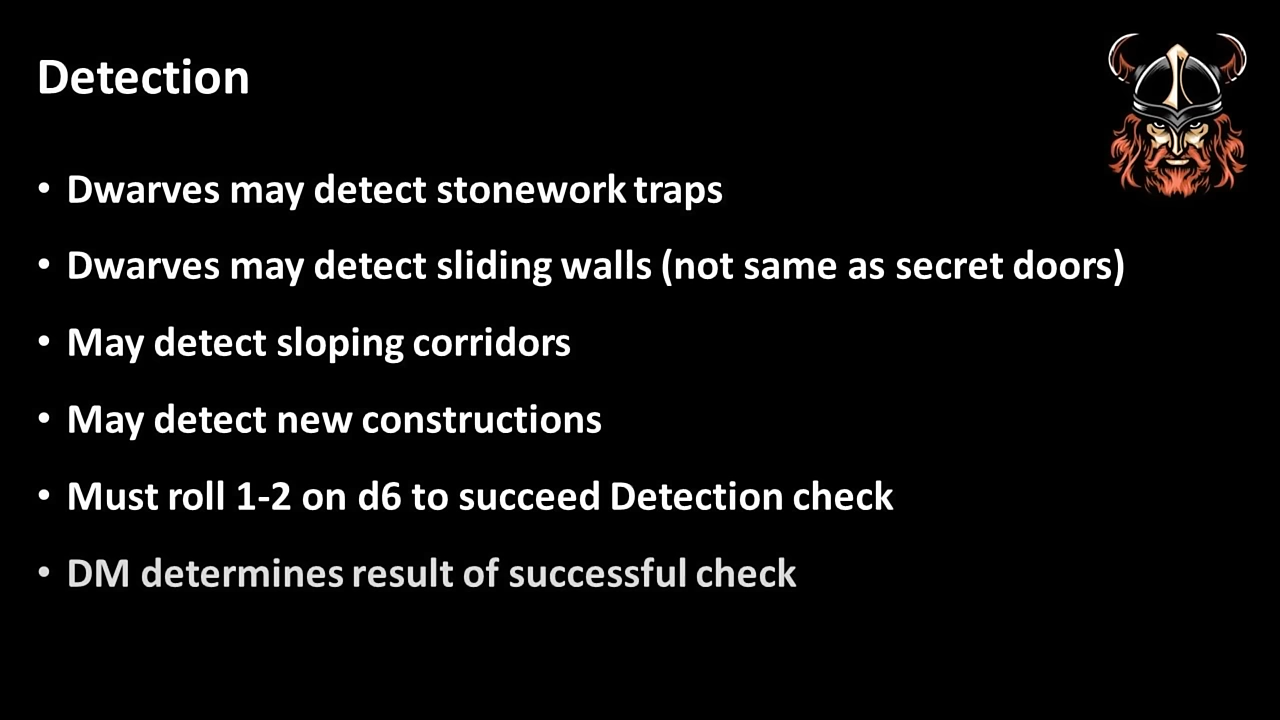 Detection
• Dwarves may detect stonework traps
• Dwarves may detect sliding walls (not same as secret doors)
• May detect sloping corridors
• May detect new constructions
• Must roll 1-2 on d6 to succeed Detection check
• DM determines result of successful check